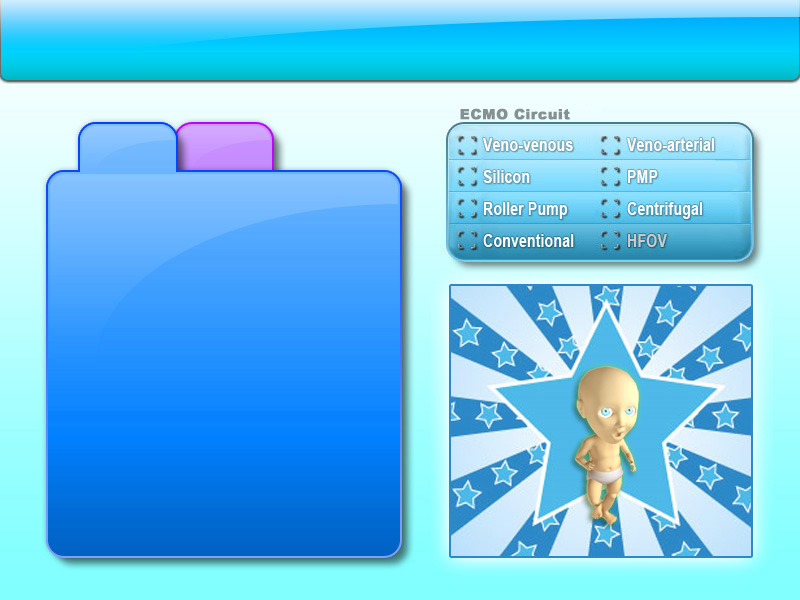 ECMO Circuit
Veno-venous Veno-arterial
Silicon PMP
Roller Pump Centrifugal
Conventional HFOV